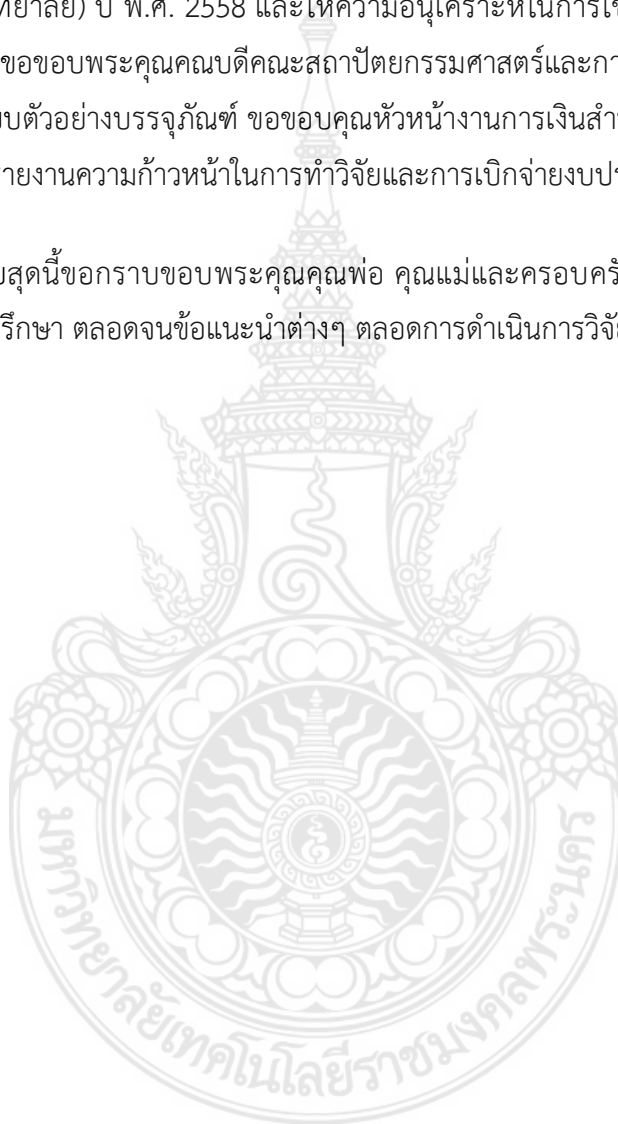 ทยาลัย) ปี พ.ศ. 2558 และให้ความอนุเคราะห์ในการใช
ขอขอบพระคุณคณบดีคณะสถาปัตยกรรมศาสตร์และกา
บตัวอย่างบรรจุภัณฑ์ ขอขอบคุณหัวหน้างานการเงินสำ
รายงานความก้าวหน้าในการทำวิจัยและการเบิกจ่ายงบป
สุดนี้ขอกราบขอบพระคุณคุณพ่อ คุณแม่และครอบครั
รึกษา ตลอดจนข้อแนะนำต่างๆ ตลอดการดำเนินการวิจั
มหาวิทยาลัยเทคโนโลยีราชมงคลพระนคร